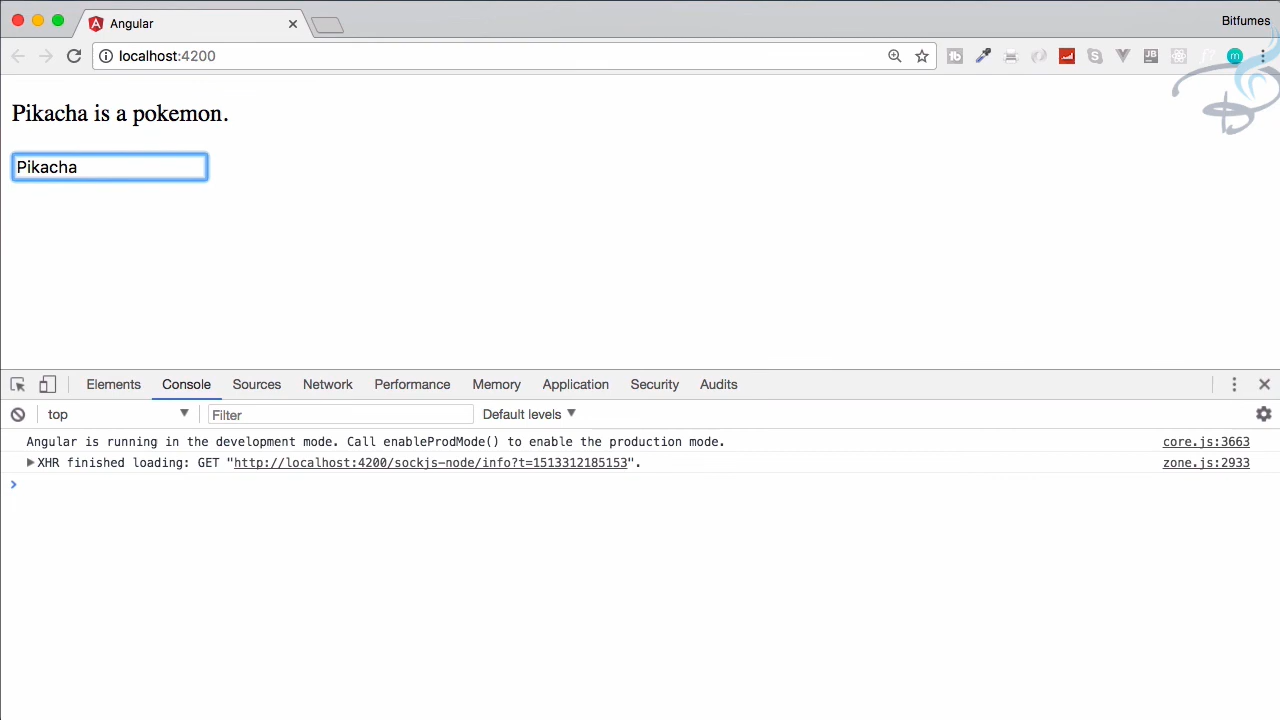 Angular
Bitfumes
localhost:4200
Pikacha is a pokemon.
Pikacha
Elements Console Sources Network Performance Memory Application Security Audits
top Filter Default levels
Angular is running in the development mode. Call enableProdMode() to enable the production mode. core.js:3663
XHR finished loading: GET "http://localhost:4200/sockjs-node/info?t=1513312185153". zone.js:2933